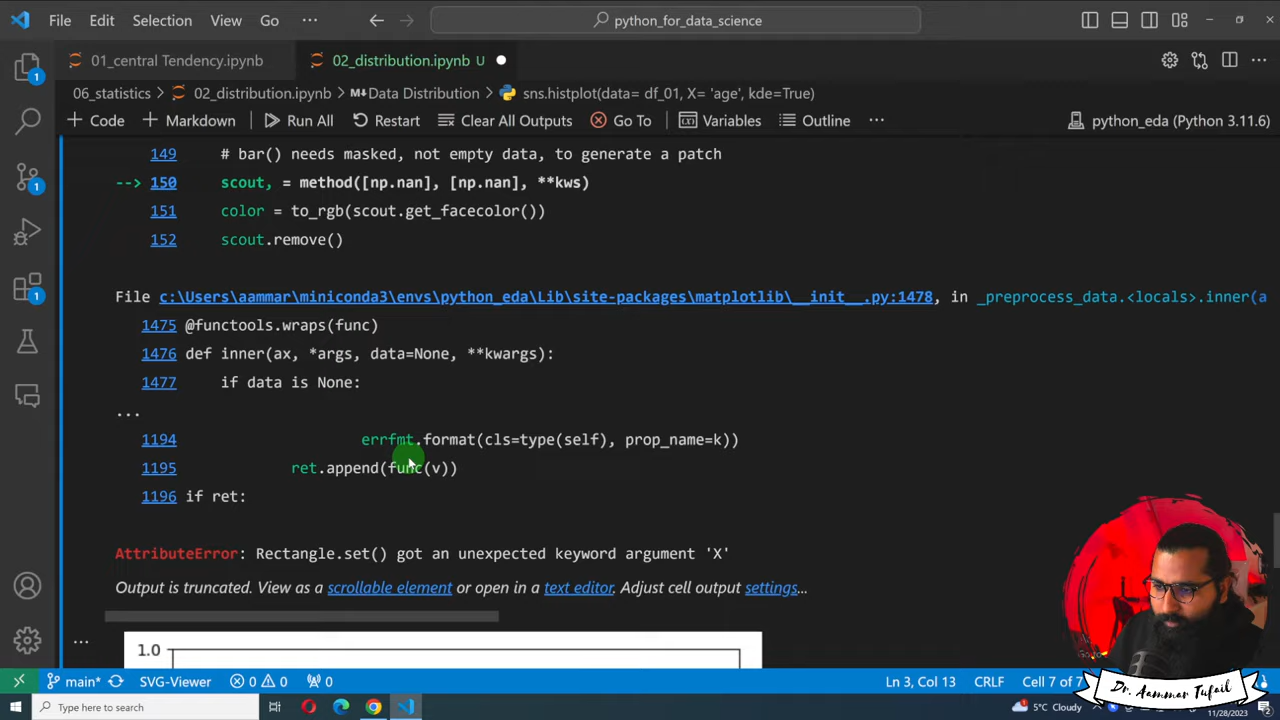 File Edit Selection View Go ··· python_for_data_science
01_central Tendency.ipynb 02_distribution.ipynb U
06_statistics > 02_distribution.ipynb > M↓Data Distribution > sns.histplot(data= df_01, X= 'age', kde=True)
+ Code + Markdown Run All Restart Clear All Outputs Go To Variables Outline ··· python_eda (Python 3.11.6)
149 # bar() needs masked, not empty data, to generate a patch
--> 150 scout, = method([np.nan], [np.nan], **kws)
151 color = to_rgb(scout.get_facecolor())
152 scout.remove()
File c:\Users\aammar\miniconda3\envs\python_eda\Lib\site-packages\matplotlib\__init__.py:1478, in _preprocess_data.<locals>.inner(a
1475 @functools.wraps(func)
1476 def inner(ax, *args, data=None, **kwargs):
1477 if data is None:
...
1194 errfmt.format(cls=type(self), prop_name=k))
1195 ret.append(func(v))
1196 if ret:
AttributeError: Rectangle.set() got an unexpected keyword argument 'X'
Output is truncated. View as a scrollable element or open in a text editor. Adjust cell output settings...
1.0
main* SVG-Viewer 0 0 0 Ln 3, Col 13 CRLF Cell 7 of 7
Dr. Aammar Tufail
Type here to search 5°C Cloudy 11/28/2023